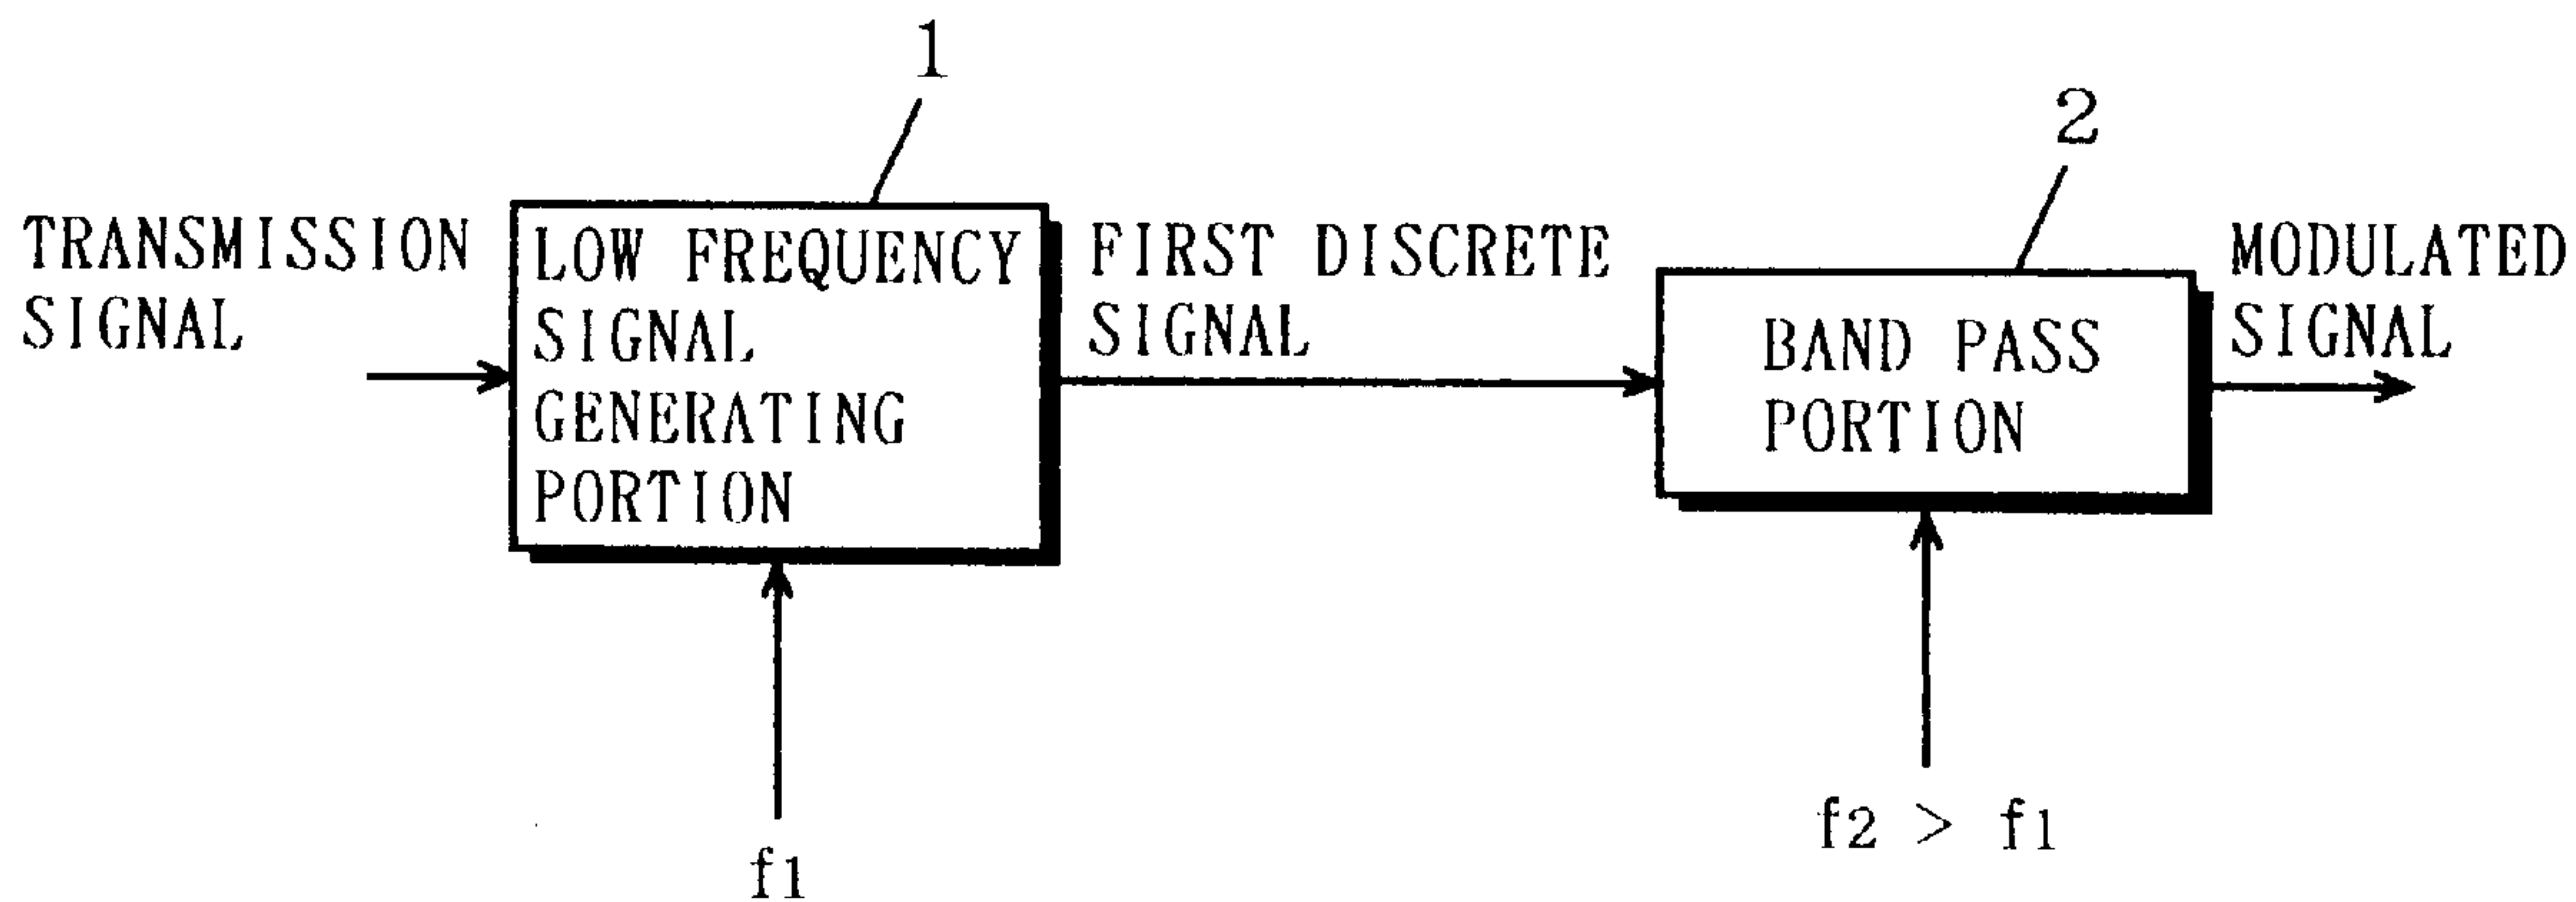 1
2
TRANSMISSION
SIGNAL
LOW FREQUENCY
SIGNAL
GENERATING
PORTION
FIRST DISCRETE
SIGNAL
BAND PASS
PORTION
MODULATED
SIGNAL
f1
f2 > f1